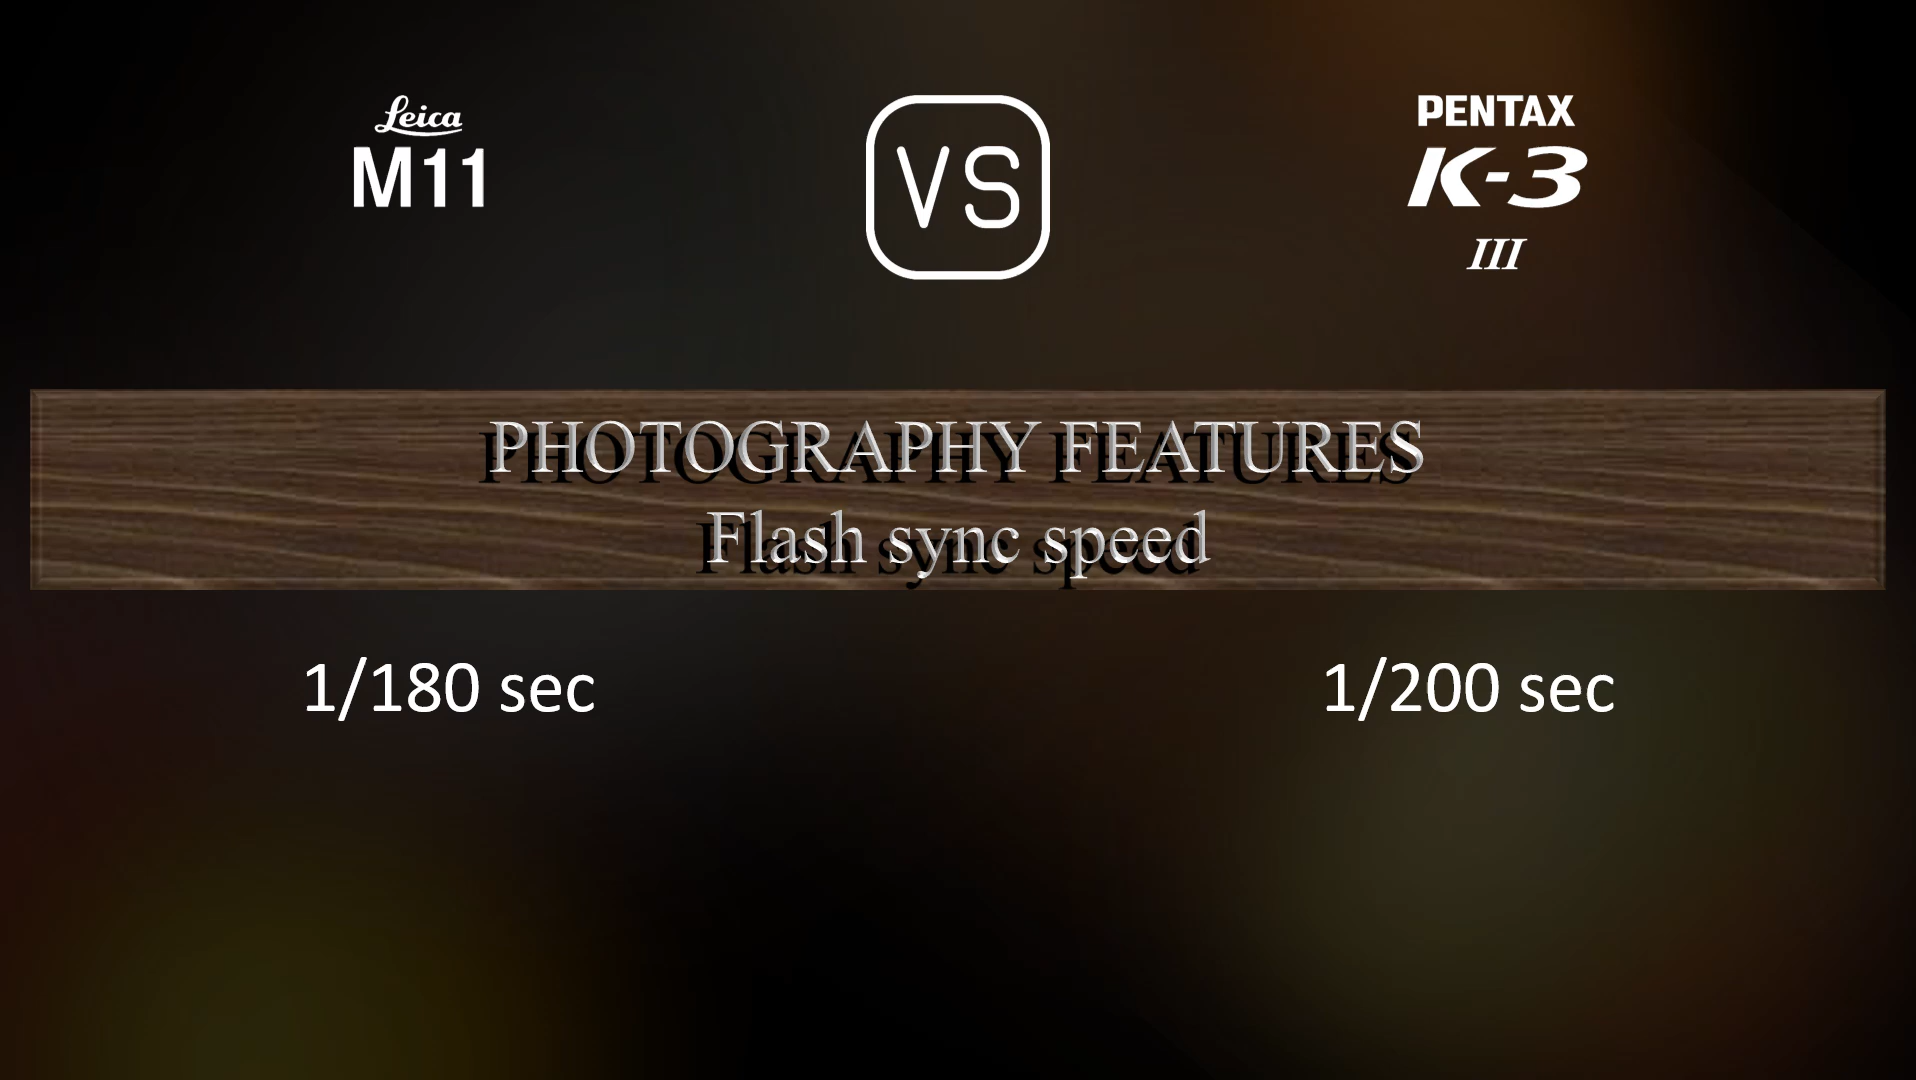 Leica
M11
VS
PENTAX
K-3
III
PHOTOGRAPHY FEATURES
Flash sync speed
1/180 sec
1/200 sec